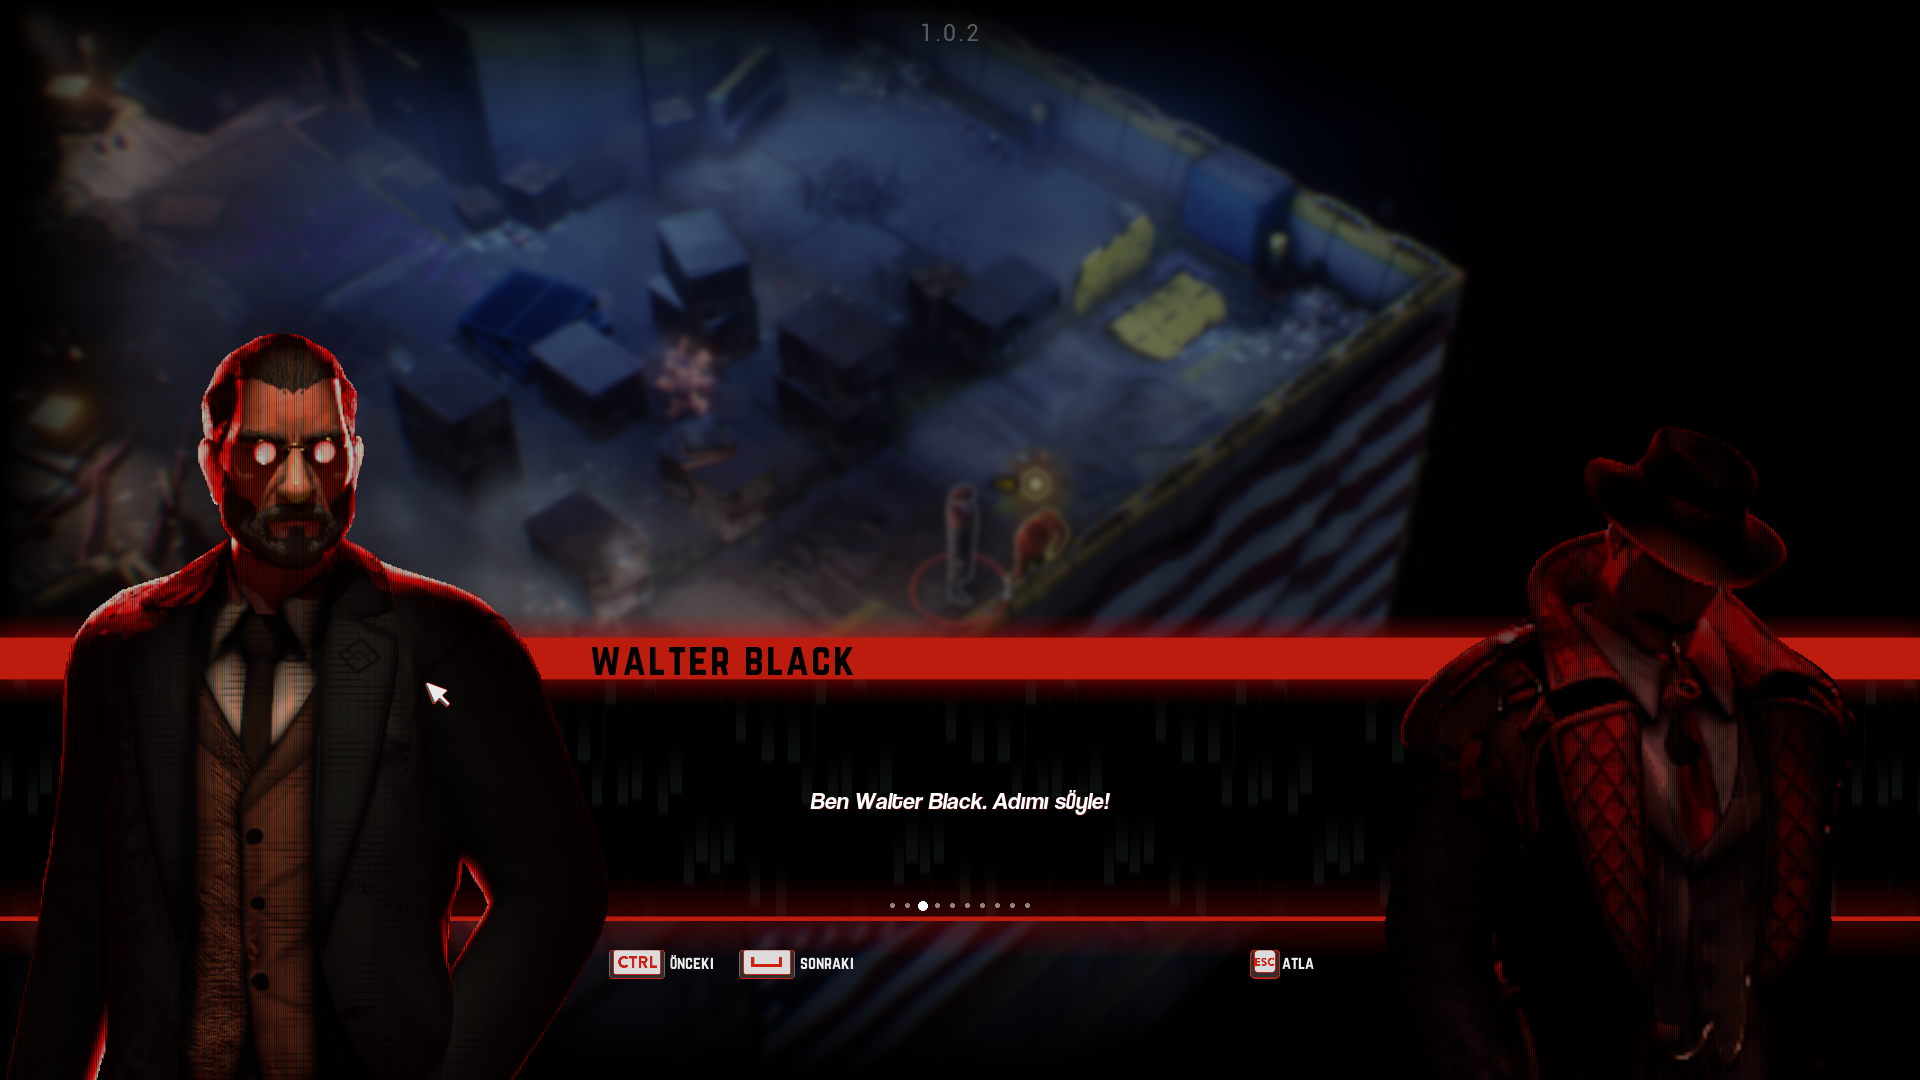 1.0.2
WALTER BLACK
Ben Walter Black. Adımı söyle!
CTRL ÖNCEKI SONRAKI ESC ATLA